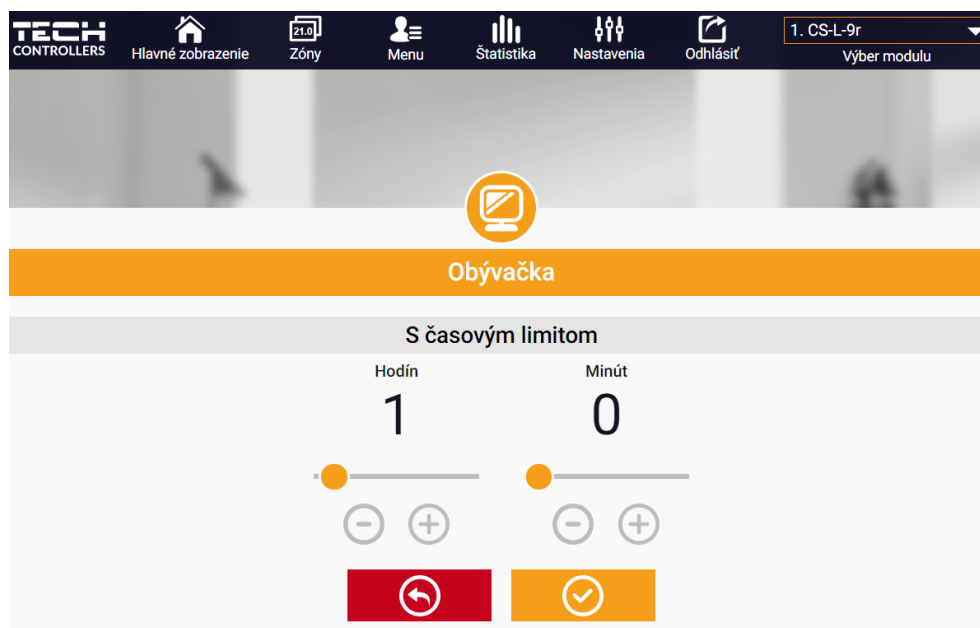 TECH
CONTROLLERS
Hlavné zobrazenie
21.0
Zóny
Menu
Štatistika
Nastavenia
Odhlásiť
1. CS-L-9r
Výber modulu
Obývačka
S časovým limitom
Hodín Minút
1 0